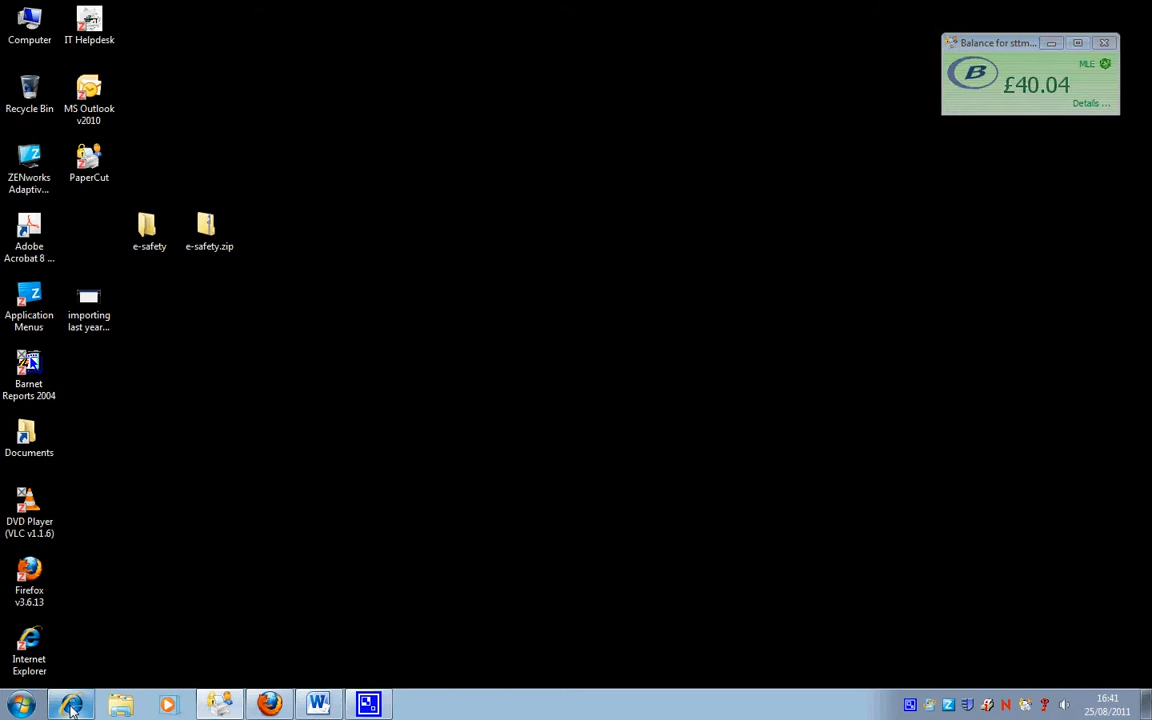 Computer
IT Helpdesk
Balance for sttm...
MLE
B
£40.04
Details ...
Recycle Bin
MS Outlook
v2010
ZENworks
Adaptiv...
PaperCut
Adobe
Acrobat 8 ...
e-safety
e-safety.zip
Application
Menus
importing
last year...
Barnet
Reports 2004
Documents
DVD Player
(VLC v1.1.6)
Firefox
v3.6.13
Internet
Explorer
16:41
25/08/2011